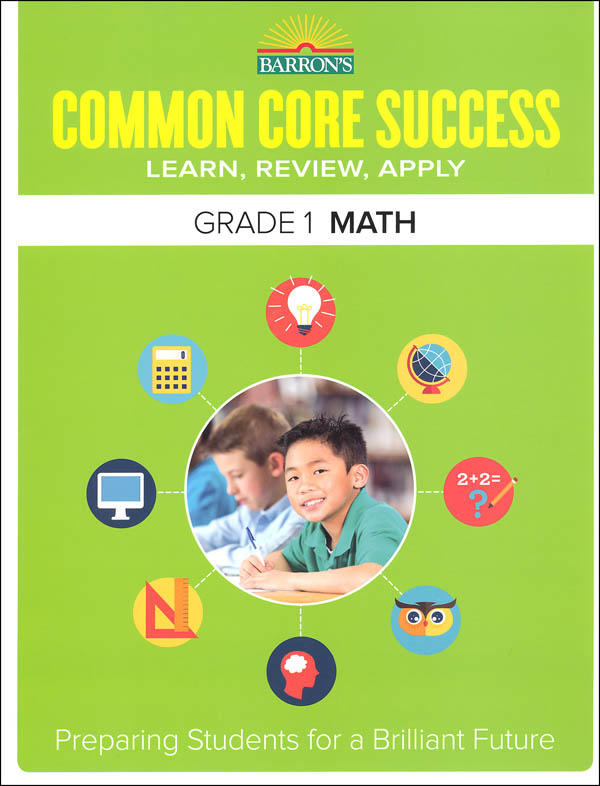 BARRON'S
COMMON CORE SUCCESS
LEARN, REVIEW, APPLY
GRADE 1 MATH
2+2=
?
Preparing Students for a Brilliant Future